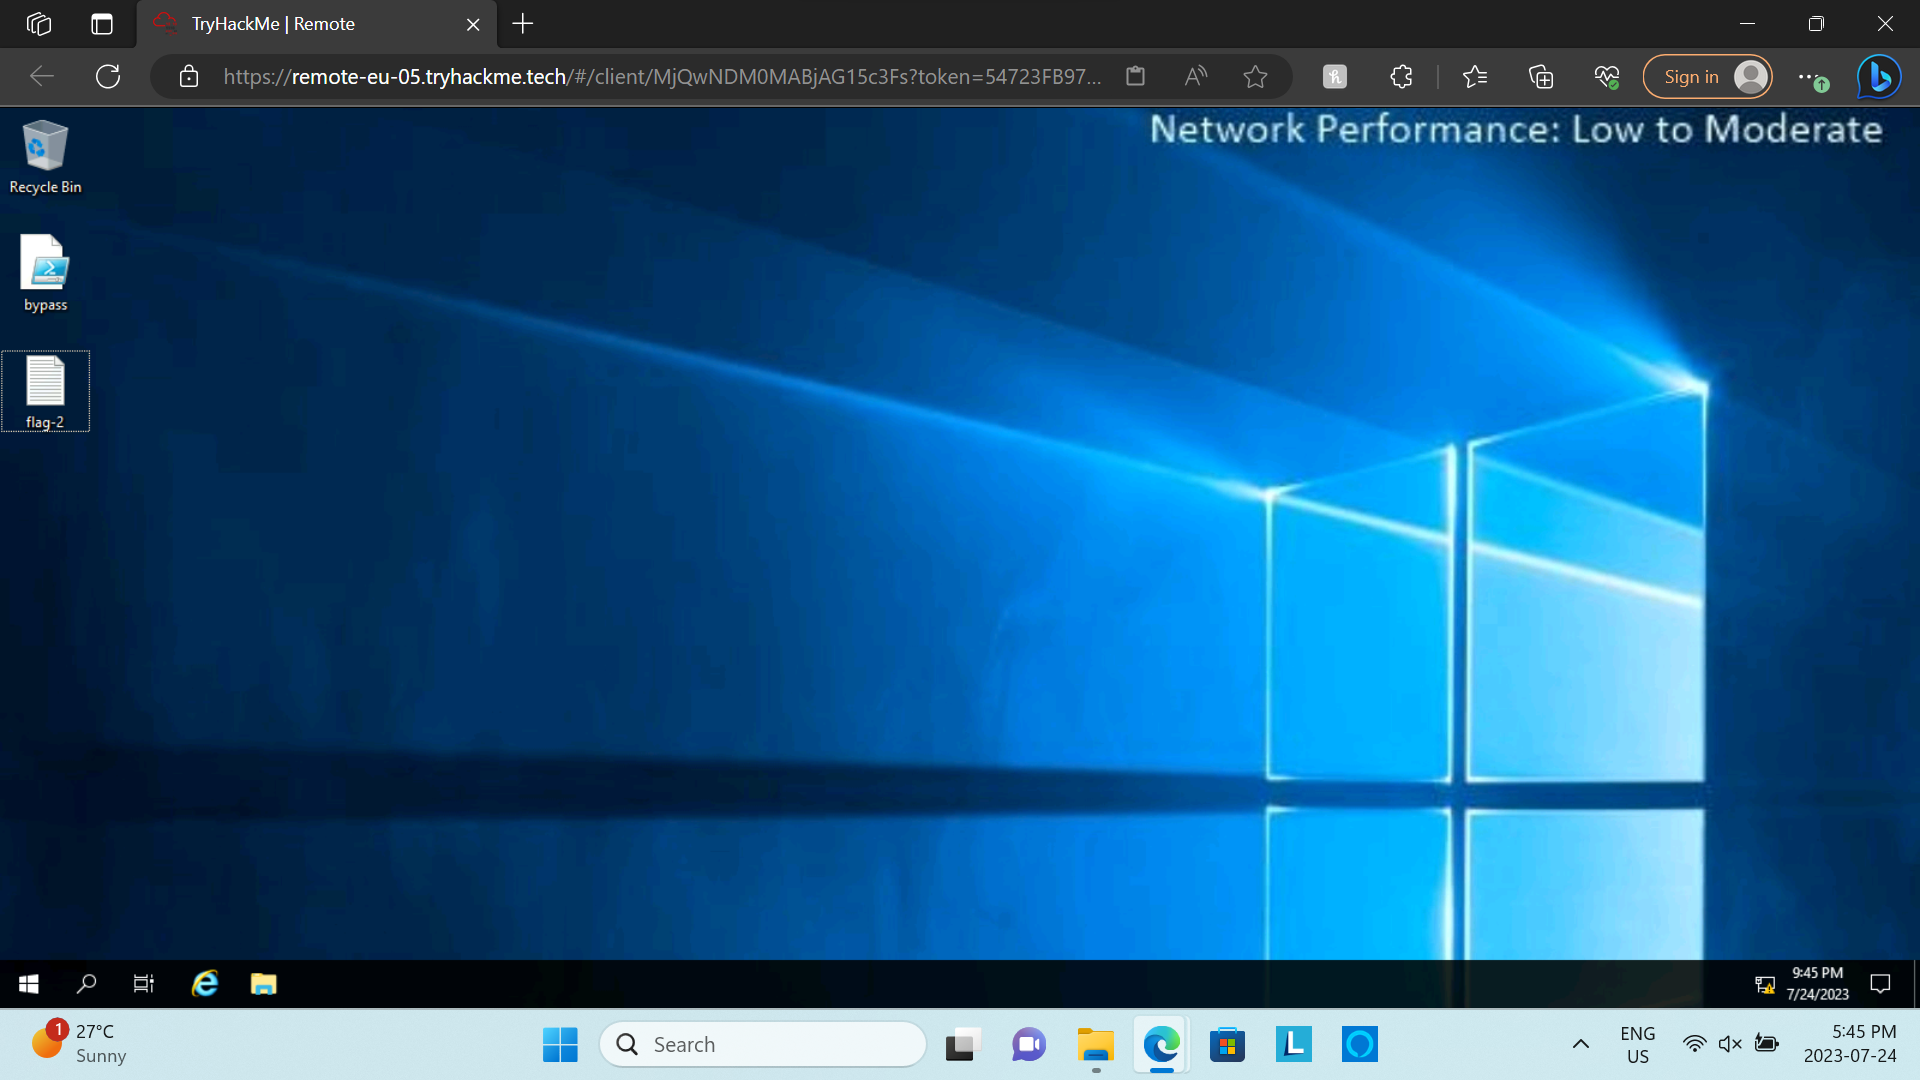 TryHackMe | Remote
https://remote-eu-05.tryhackme.tech/#/client/MjQwNDM0MABjAG15c3Fs?token=54723FB97...
Sign in
Network Performance: Low to Moderate
Recycle Bin
bypass
flag-2
9:45 PM
7/24/2023
1
27°C
Sunny
Search
L
ENG
US
5:45 PM
2023-07-24